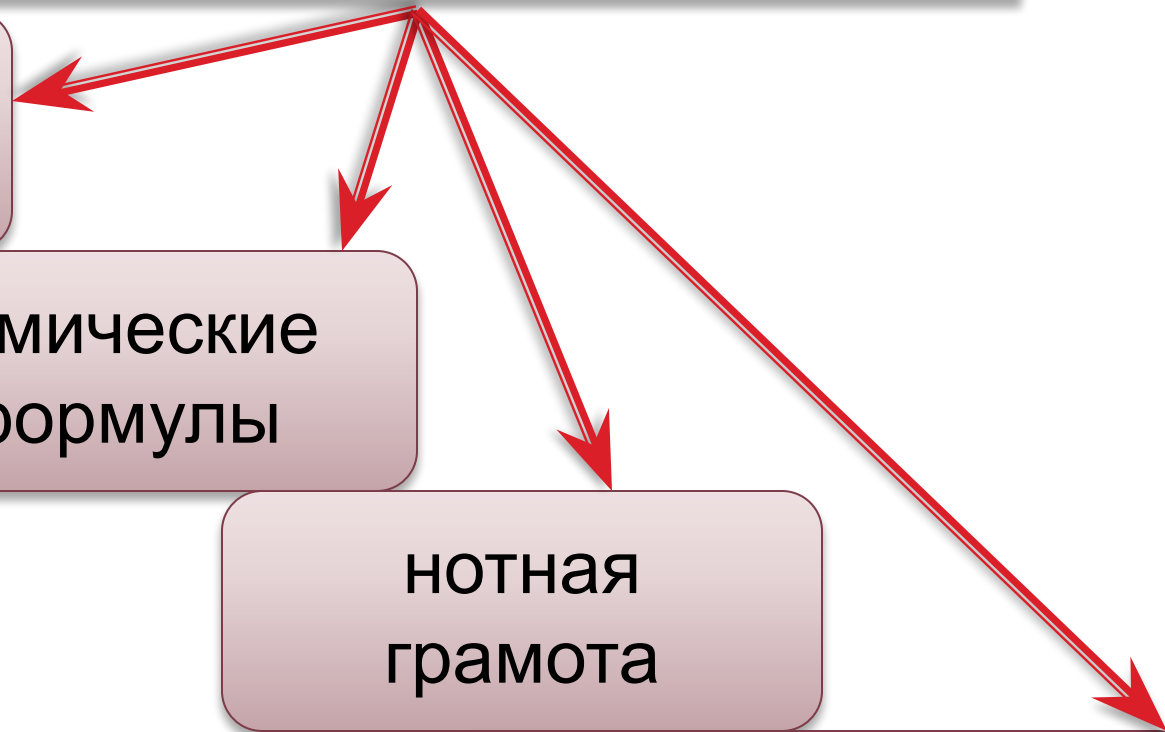 мические
ормулы
нотная
грамота